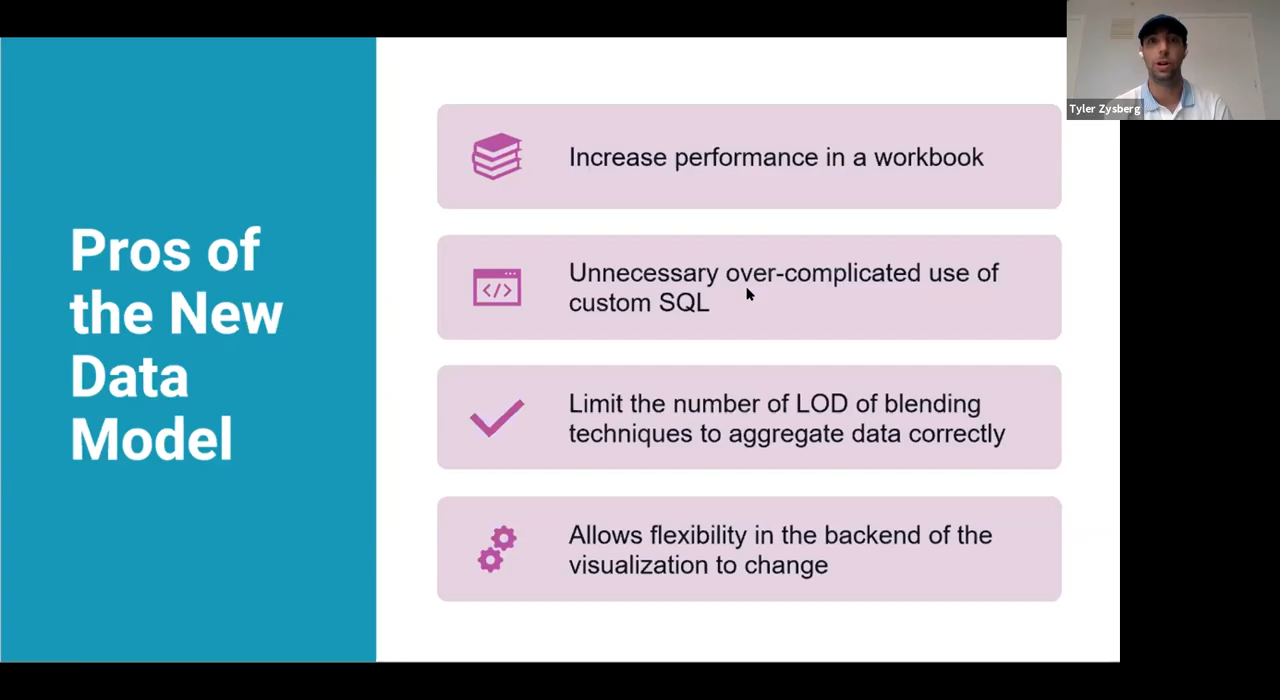 Pros of
the New
Data
Model
Increase performance in a workbook
</>
Unnecessary over-complicated use of
custom SQL
Limit the number of LOD of blending
techniques to aggregate data correctly
Allows flexibility in the backend of the
visualization to change
Tyler Zysberg